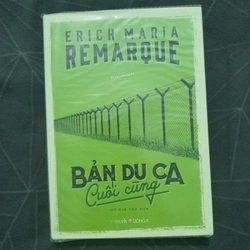 ERICH MARIA
REMARQUE
BẢN DU CA
Cuối cùng